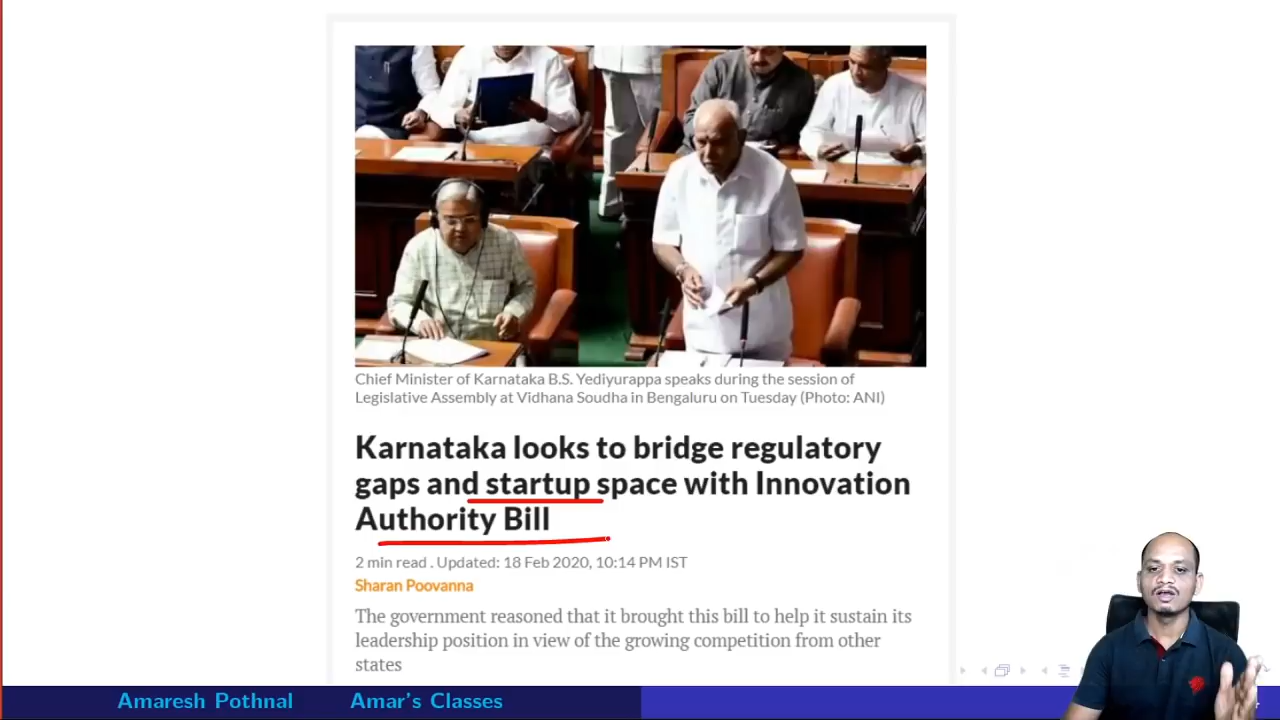 Chief Minister of Karnataka B.S. Yediyurappa speaks during the session of
Legislative Assembly at Vidhana Soudha in Bengaluru on Tuesday (Photo: ANI)
Karnataka looks to bridge regulatory
gaps and startup space with Innovation
Authority Bill
2 min read . Updated: 18 Feb 2020, 10:14 PM IST
Sharan Poovanna
The government reasoned that it brought this bill to help it sustain its
leadership position in view of the growing competition from other
states
Amaresh Pothnal Amar's Classes